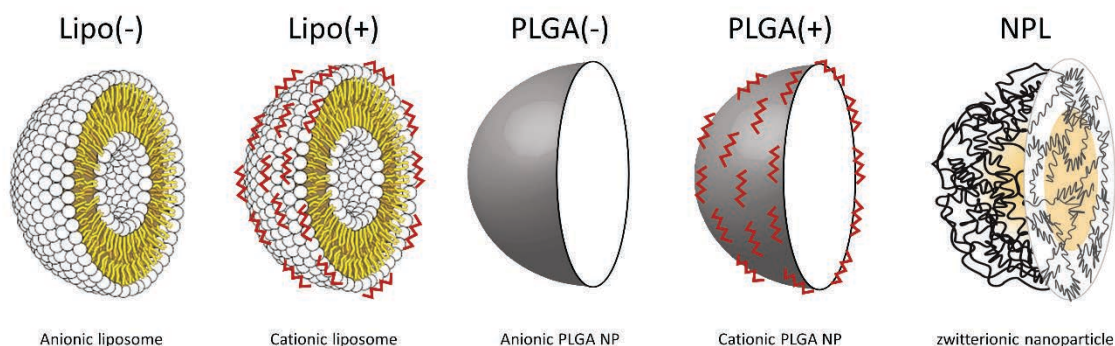 Lipo(-)
Lipo(+)
PLGA(-)
PLGA(+)
NPL
Anionic liposome
Cationic liposome
Anionic PLGA NP
Cationic PLGA NP
zwitterionic nanoparticle